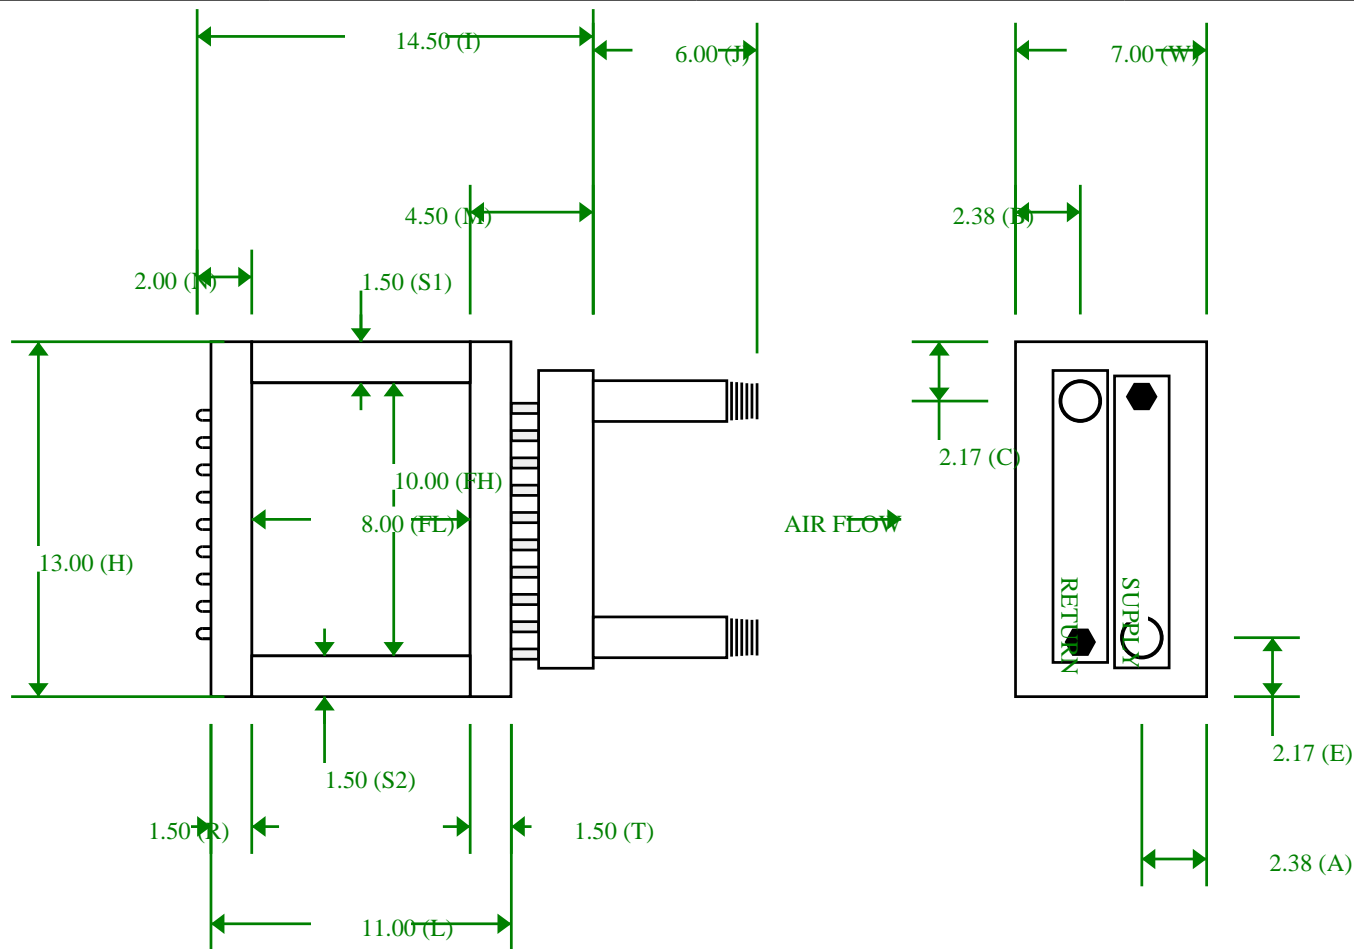 14.50 (I)
6.00 (J)
7.00 (W)
4.50 (M)
2.38 (B)
2.00 (N)
1.50 (S1)
2.17 (C)
10.00 (FH)
8.00 (FL)
AIR FLOW
13.00 (H)
RETURN
SUPPLY
2.17 (E)
1.50 (S2)
1.50 (R)
1.50 (T)
2.38 (A)
11.00 (L)